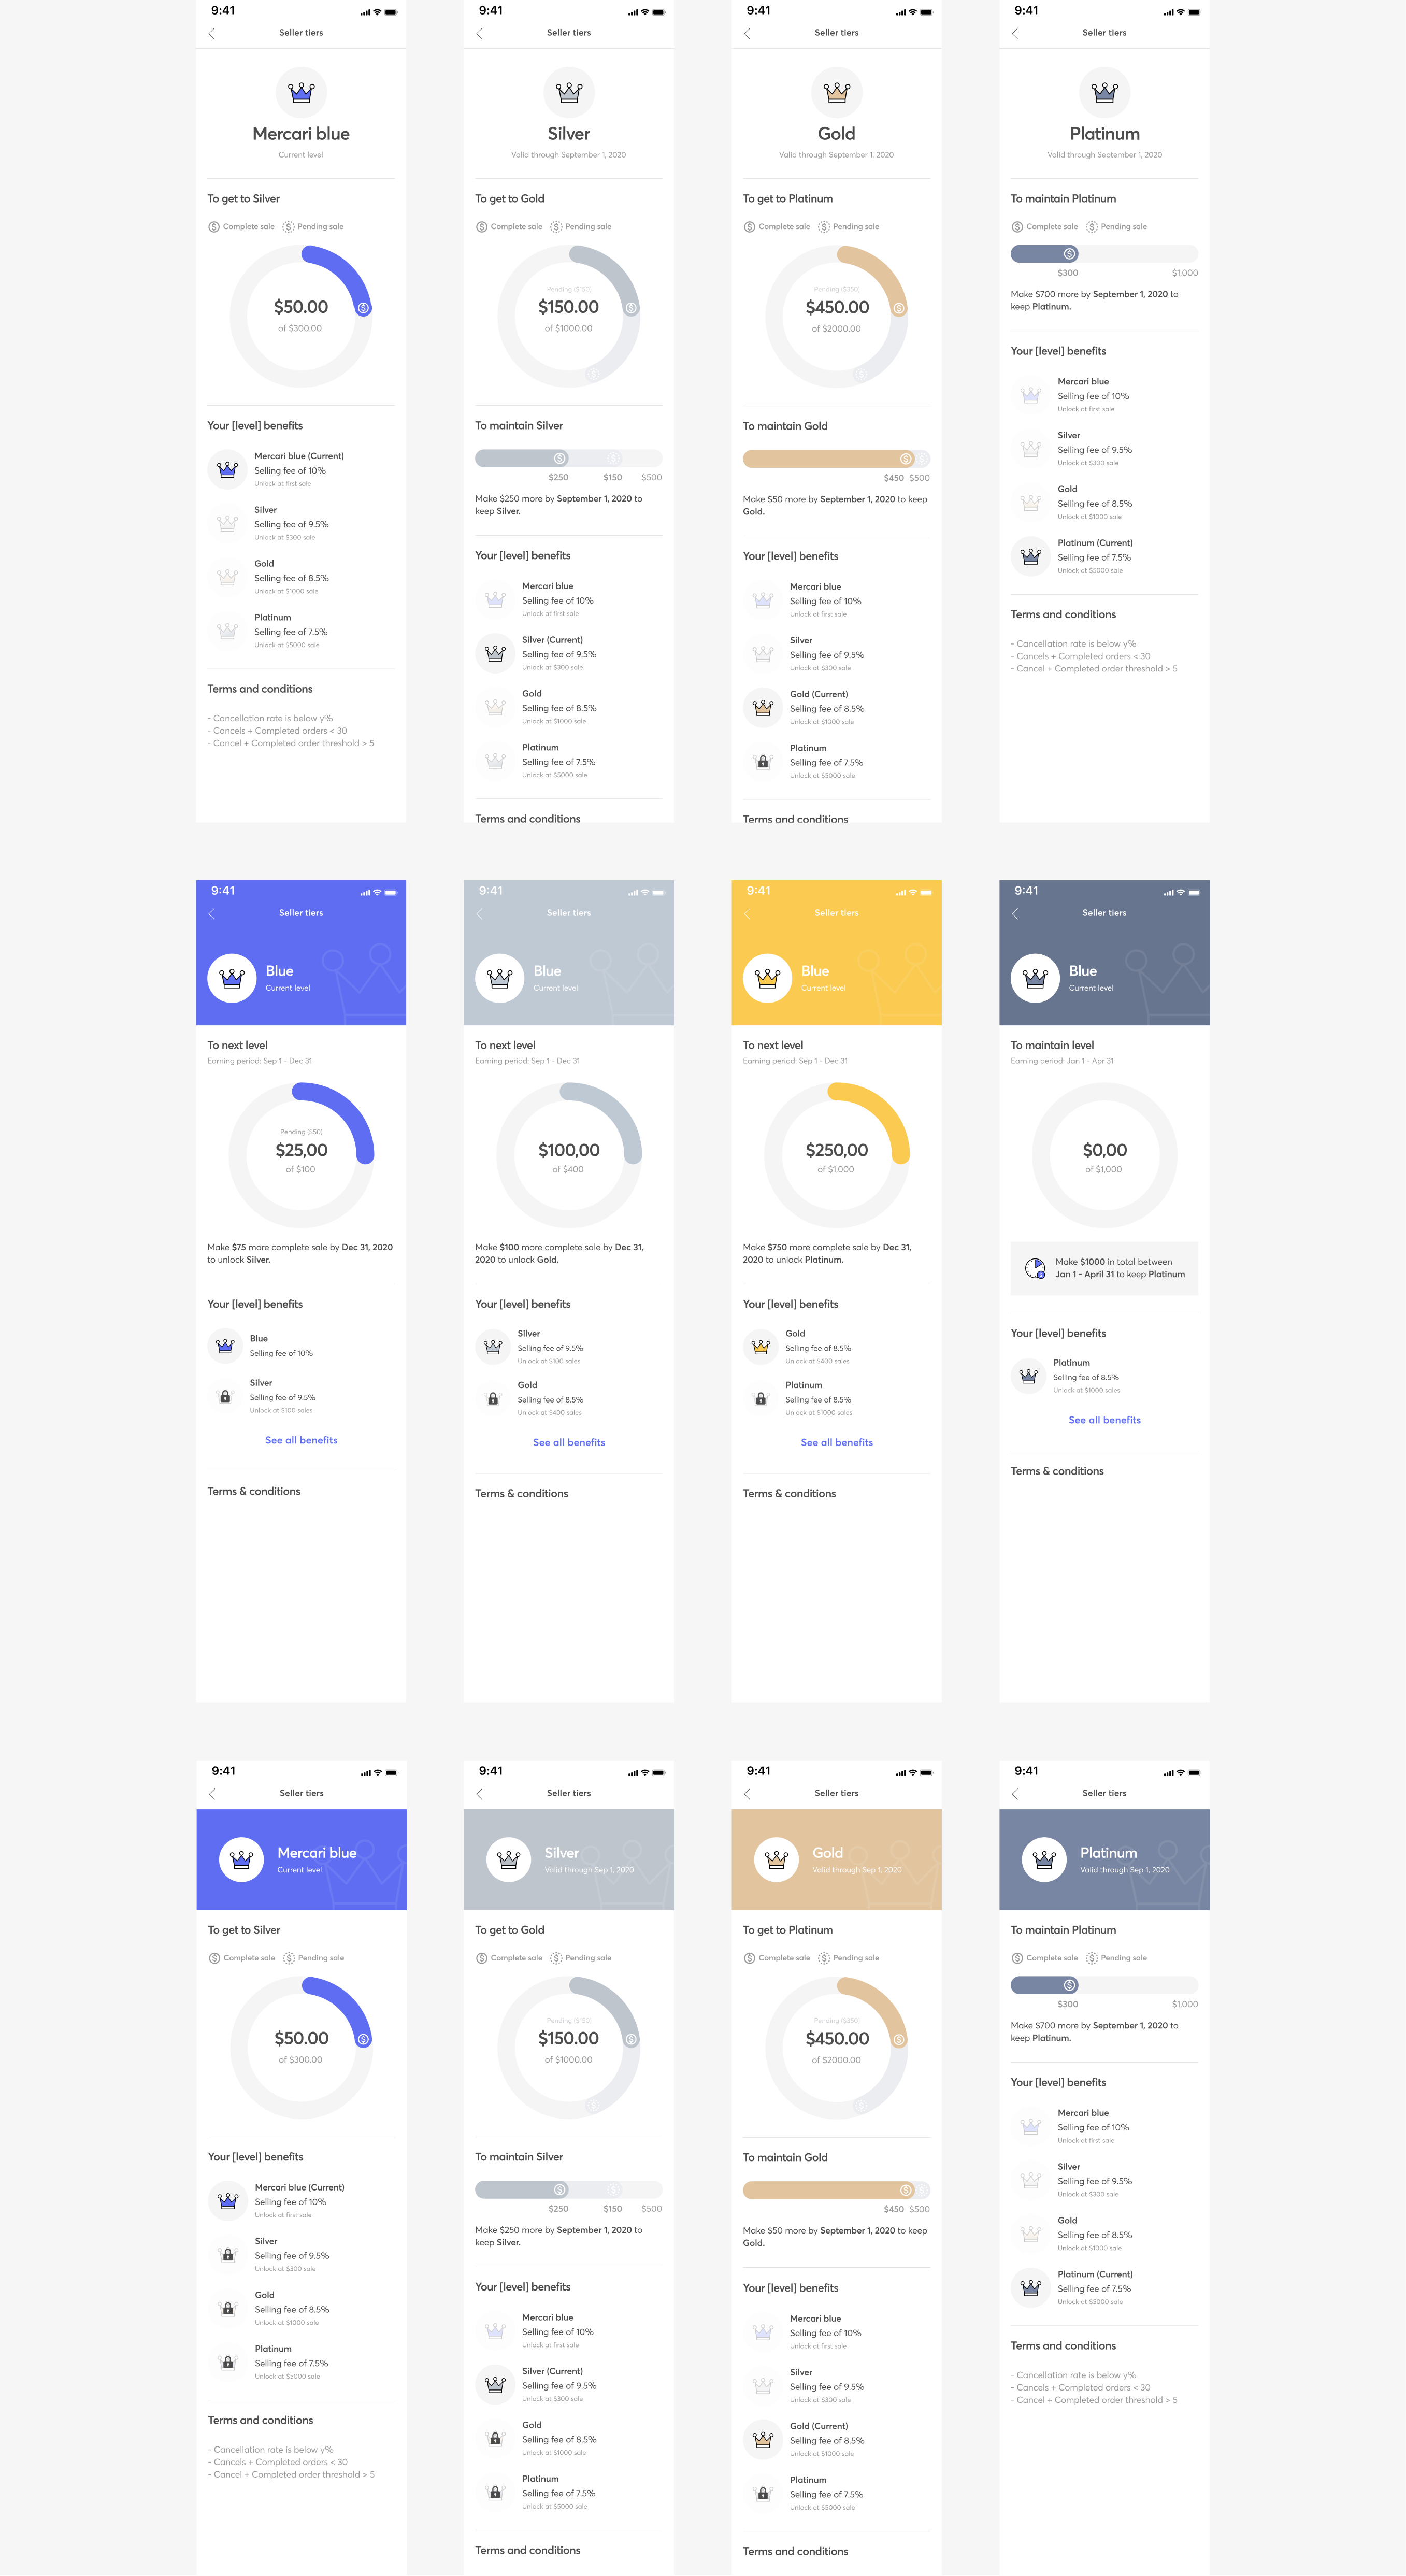 9:41
Seller tiers
Mercari blue
Current level
To get to Silver
Complete sale
Pending sale
$50.00
of $300.00
Your [level] benefits
Mercari blue (Current)
Selling fee of 10%
Unlock at first sale
Silver
Selling fee of 9.5%
Unlock at $300 sale
Gold
Selling fee of 8.5%
Unlock at $1000 sale
Platinum
Selling fee of 7.5%
Unlock at $5000 sale
Terms and conditions
- Cancellation rate is below y%
- Cancels + Completed orders < 30
- Cancel + Completed order threshold > 5
9:41
Seller tiers
Silver
Valid through September 1, 2020
To get to Gold
Complete sale
Pending sale
Pending ($150)
$150.00
of $1000.00
To maintain Silver
$250
$150
$500
Make $250 more by September 1, 2020 to
keep Silver.
Your [level] benefits
Mercari blue
Selling fee of 10%
Unlock at first sale
Silver (Current)
Selling fee of 9.5%
Unlock at $300 sale
Gold
Selling fee of 8.5%
Unlock at $1000 sale
Platinum
Selling fee of 7.5%
Unlock at $5000 sale
Terms and conditions
9:41
Seller tiers
Gold
Valid through September 1, 2020
To get to Platinum
Complete sale
Pending sale
Pending ($350)
$450.00
of $2000.00
To maintain Gold
$450
$500
Make $50 more by September 1, 2020 to keep
Gold.
Your [level] benefits
Mercari blue
Selling fee of 10%
Unlock at first sale
Silver
Selling fee of 9.5%
Unlock at $300 sale
Gold (Current)
Selling fee of 8.5%
Unlock at $1000 sale
Platinum
Selling fee of 7.5%
Unlock at $5000 sale
Terms and conditions
9:41
Seller tiers
Platinum
Valid through September 1, 2020
To maintain Platinum
Complete sale
Pending sale
$300
$1,000
Make $700 more by September 1, 2020 to
keep Platinum.
Your [level] benefits
Mercari blue
Selling fee of 10%
Unlock at first sale
Silver
Selling fee of 9.5%
Unlock at $300 sale
Gold
Selling fee of 8.5%
Unlock at $1000 sale
Platinum (Current)
Selling fee of 7.5%
Unlock at $5000 sale
Terms and conditions
- Cancellation rate is below y%
- Cancels + Completed orders < 30
- Cancel + Completed order threshold > 5
9:41
Seller tiers
Blue
Current level
To next level
Earning period: Sep 1 - Dec 31
Pending ($50)
$25,00
of $100
Make $75 more complete sale by Dec 31, 2020
to unlock Silver.
Your [level] benefits
Blue
Selling fee of 10%
Silver
Selling fee of 9.5%
Unlock at $100 sales
See all benefits
Terms & conditions
9:41
Seller tiers
Blue
Current level
To next level
Earning period: Sep 1 - Dec 31
$100,00
of $400
Make $100 more complete sale by Dec 31,
2020 to unlock Gold.
Your [level] benefits
Silver
Selling fee of 9.5%
Unlock at $100 sales
Gold
Selling fee of 8.5%
Unlock at $400 sales
See all benefits
Terms & conditions
9:41
Seller tiers
Blue
Current level
To next level
Earning period: Sep 1 - Dec 31
$250,00
of $1,000
Make $750 more complete sale by Dec 31,
2020 to unlock Platinum.
Your [level] benefits
Gold
Selling fee of 8.5%
Unlock at $400 sales
Platinum
Selling fee of 8.5%
Unlock at $1000 sales
See all benefits
Terms & conditions
9:41
Seller tiers
Blue
Current level
To maintain level
Earning period: Jan 1 - Apr 31
$0,00
of $1,000
Make $1000 in total between
Jan 1 - April 31 to keep Platinum
Your [level] benefits
Platinum
Selling fee of 8.5%
Unlock at $1000 sales
See all benefits
Terms & conditions
9:41
Seller tiers
Mercari blue
Current level
To get to Silver
Complete sale
Pending sale
$50.00
of $300.00
Your [level] benefits
Mercari blue (Current)
Selling fee of 10%
Unlock at first sale
Silver
Selling fee of 9.5%
Unlock at $300 sale
Gold
Selling fee of 8.5%
Unlock at $1000 sale
Platinum
Selling fee of 7.5%
Unlock at $5000 sale
Terms and conditions
- Cancellation rate is below y%
- Cancels + Completed orders < 30
- Cancel + Completed order threshold > 5
9:41
Seller tiers
Silver
Valid through Sep 1, 2020
To get to Gold
Complete sale
Pending sale
Pending ($150)
$150.00
of $1000.00
To maintain Silver
$250
$150
$500
Make $250 more by September 1, 2020 to
keep Silver.
Your [level] benefits
Mercari blue
Selling fee of 10%
Unlock at first sale
Silver (Current)
Selling fee of 9.5%
Unlock at $300 sale
Gold
Selling fee of 8.5%
Unlock at $1000 sale
Platinum
Selling fee of 7.5%
Unlock at $5000 sale
Terms and conditions
9:41
Seller tiers
Gold
Valid through Sep 1, 2020
To get to Platinum
Complete sale
Pending sale
Pending ($350)
$450.00
of $2000.00
To maintain Gold
$450
$500
Make $50 more by September 1, 2020 to keep
Gold.
Your [level] benefits
Mercari blue
Selling fee of 10%
Unlock at first sale
Silver
Selling fee of 9.5%
Unlock at $300 sale
Gold (Current)
Selling fee of 8.5%
Unlock at $1000 sale
Platinum
Selling fee of 7.5%
Unlock at $5000 sale
Terms and conditions
9:41
Seller tiers
Platinum
Valid through Sep 1, 2020
To maintain Platinum
Complete sale
Pending sale
$300
$1,000
Make $700 more by September 1, 2020 to
keep Platinum.
Your [level] benefits
Mercari blue
Selling fee of 10%
Unlock at first sale
Silver
Selling fee of 9.5%
Unlock at $300 sale
Gold
Selling fee of 8.5%
Unlock at $1000 sale
Platinum (Current)
Selling fee of 7.5%
Unlock at $5000 sale
Terms and conditions
- Cancellation rate is below y%
- Cancels + Completed orders < 30
- Cancel + Completed order threshold > 5